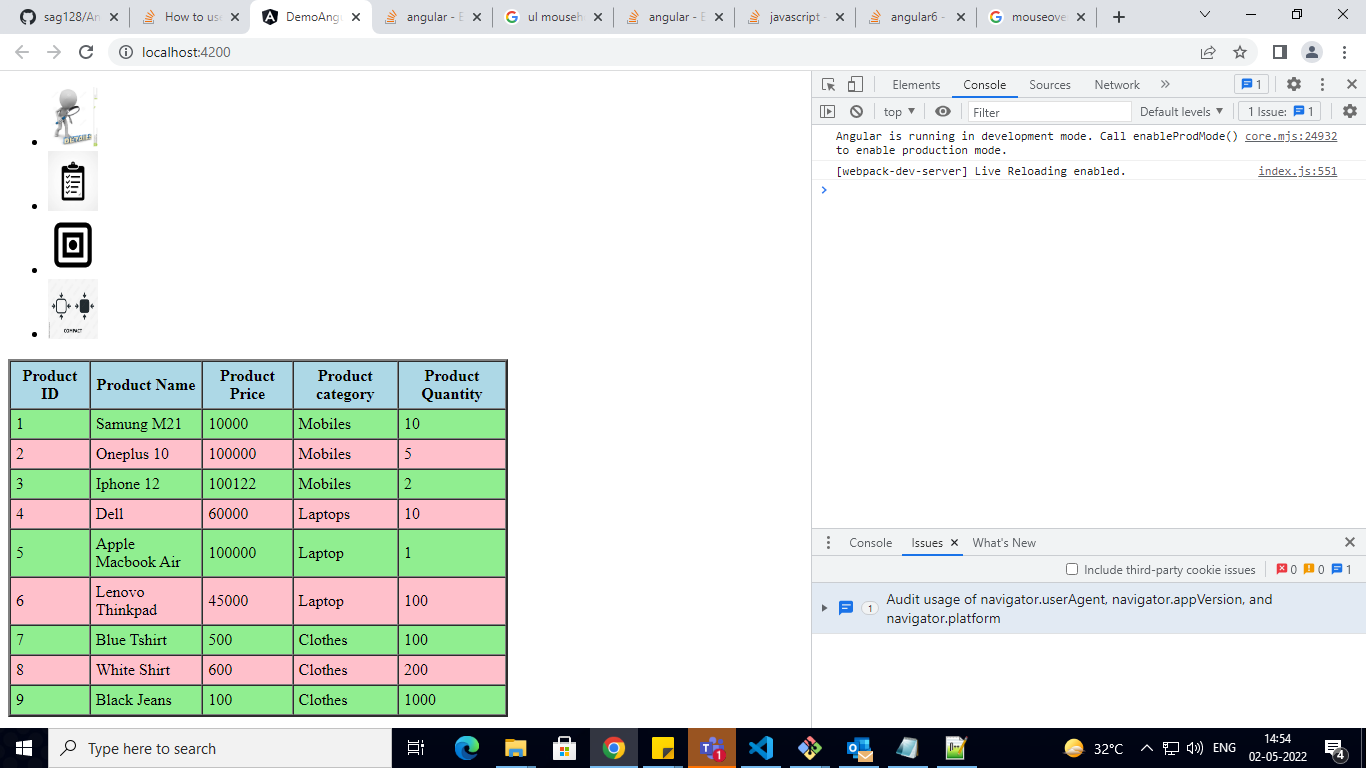 sag128/An
How to us
DemoAngu
angular - E
ul mouseh
angular - E
javascript -
angular6 -
mouseove
localhost:4200
Elements Console Sources Network 1
top Filter Default levels 1 Issue: 1
Angular is running in development mode. Call enableProdMode() core.mjs:24932
to enable production mode.
[webpack-dev-server] Live Reloading enabled. index.js:551
COMPACT
Product ID Product Name Product Price Product category Product Quantity
1 Samung M21 10000 Mobiles 10
2 Oneplus 10 100000 Mobiles 5
3 Iphone 12 100122 Mobiles 2
4 Dell 60000 Laptops 10
5 Apple Macbook Air 100000 Laptop 1
6 Lenovo Thinkpad 45000 Laptop 100
7 Blue Tshirt 500 Clothes 100
8 White Shirt 600 Clothes 200
9 Black Jeans 100 Clothes 1000
Console Issues What's New
Include third-party cookie issues 0 0 1
1 Audit usage of navigator.userAgent, navigator.appVersion, and
navigator.platform
Type here to search
1
32°C ENG
14:54
02-05-2022
4